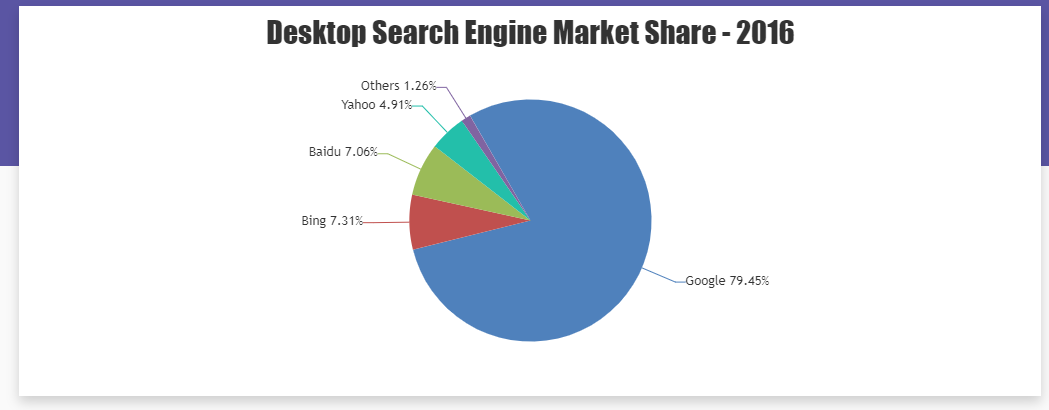 Desktop Search Engine Market Share - 2016
Others 1.26%
Yahoo 4.91%
Baidu 7.06%
Bing 7.31%
Google 79.45%